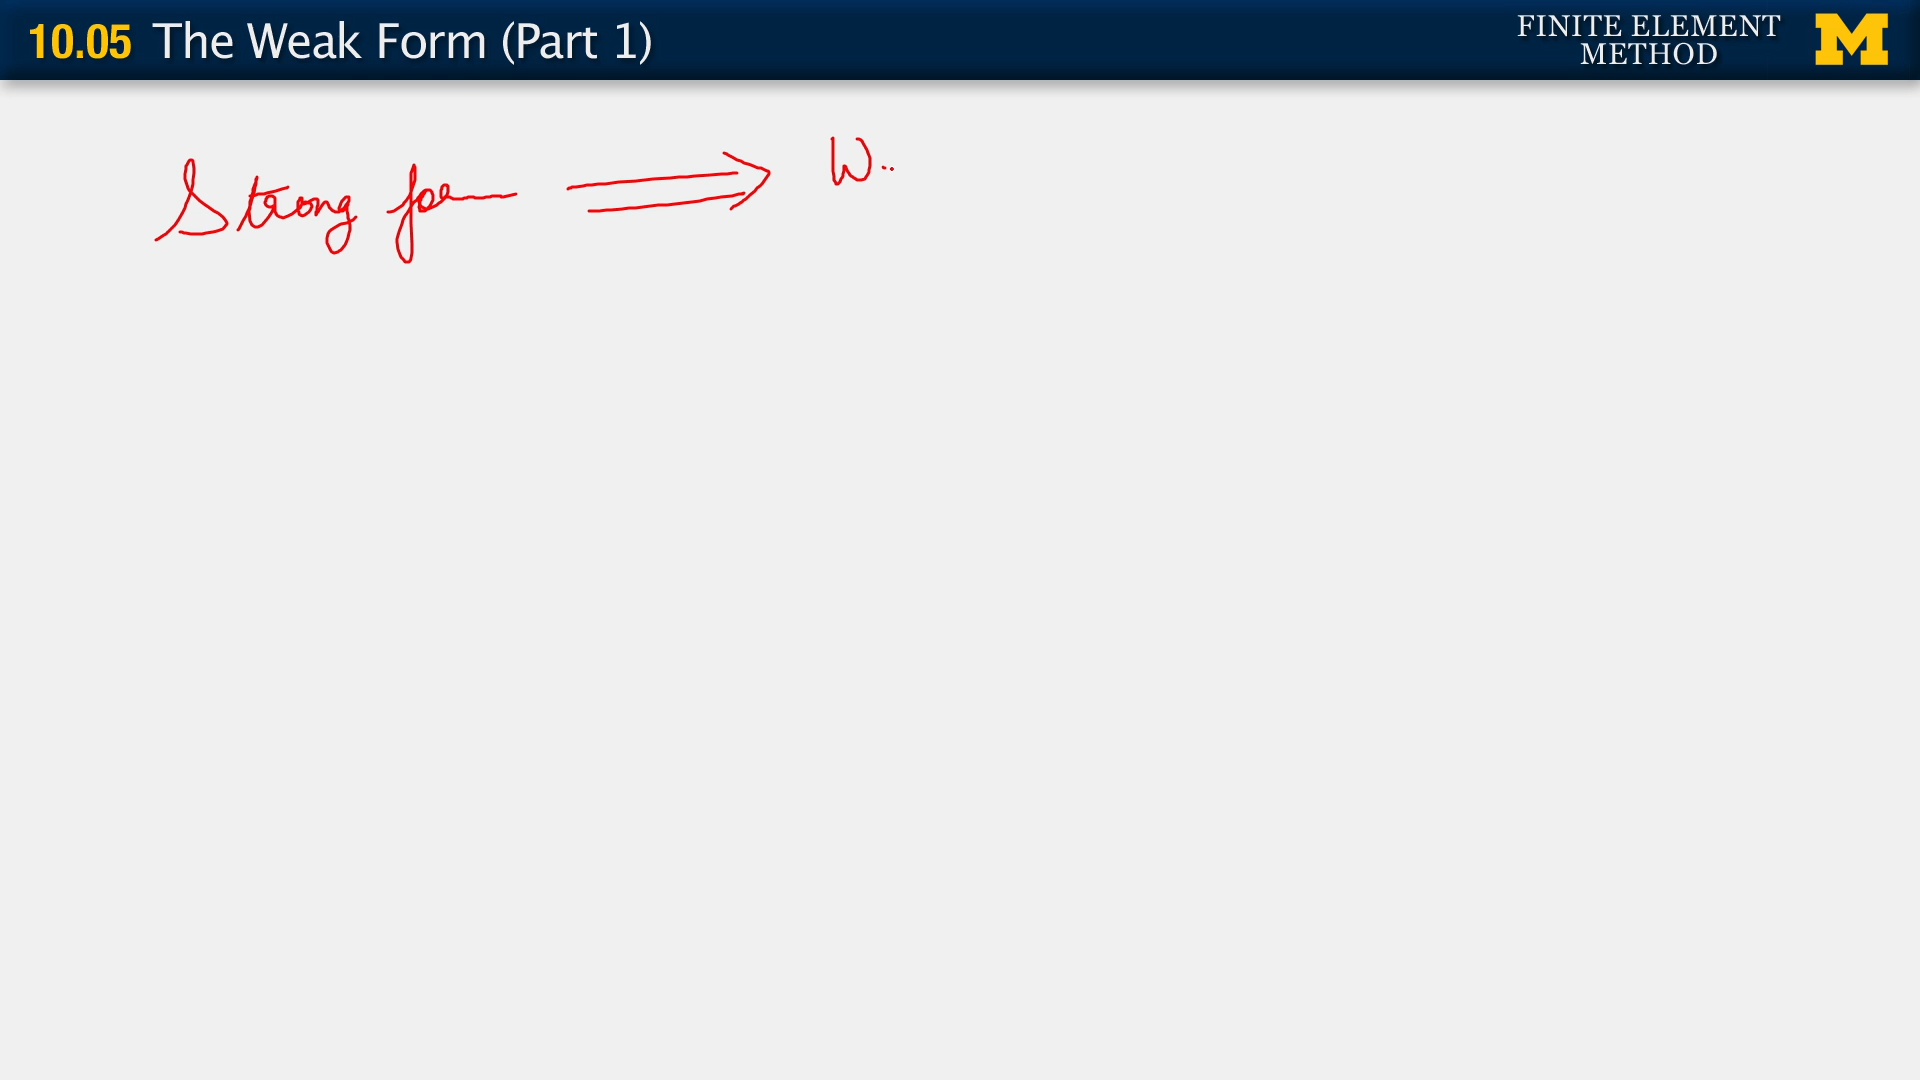 10.05 The Weak Form (Part 1)
FINITE ELEMENT
METHOD
M
Strong form ⟹ W.